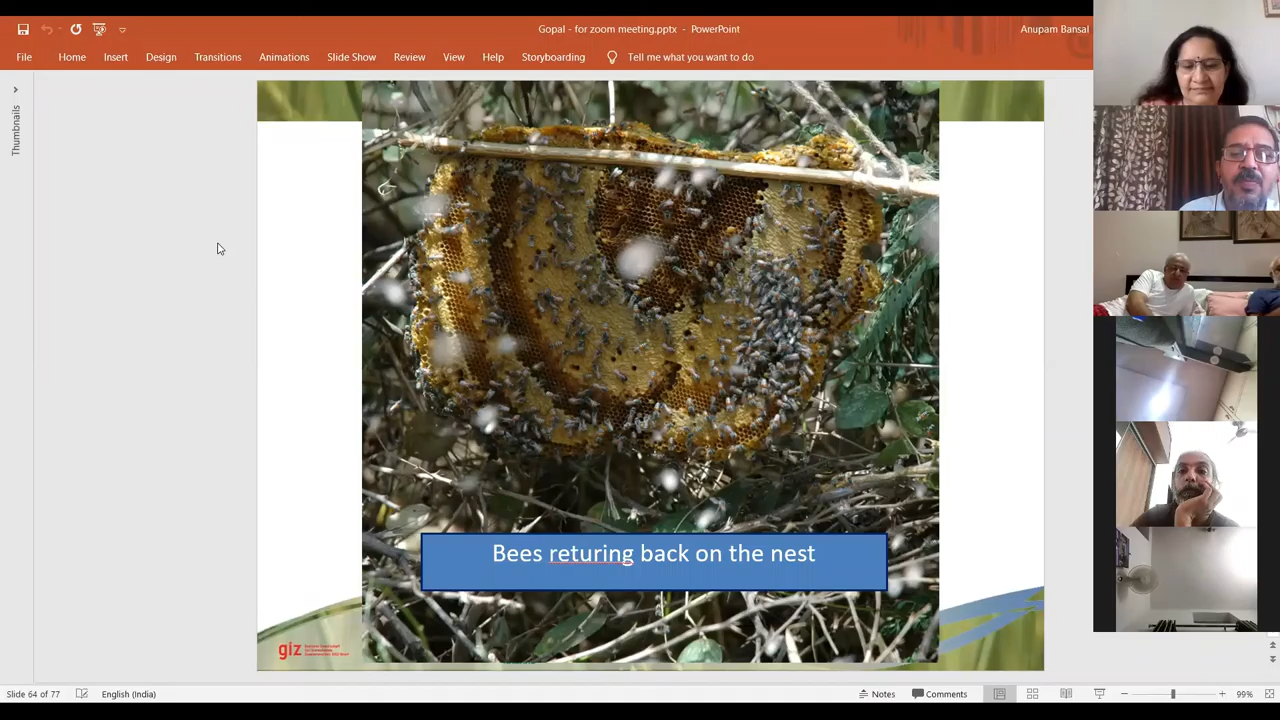 Gopal - for zoom meeting.pptx - PowerPoint
Anupam Bansal
File Home Insert Design Transitions Animations Slide Show Review View Help Storyboarding Tell me what you want to do
Thumbnails
Bees returing back on the nest
giz
Slide 64 of 77 English (India) Notes Comments 99%